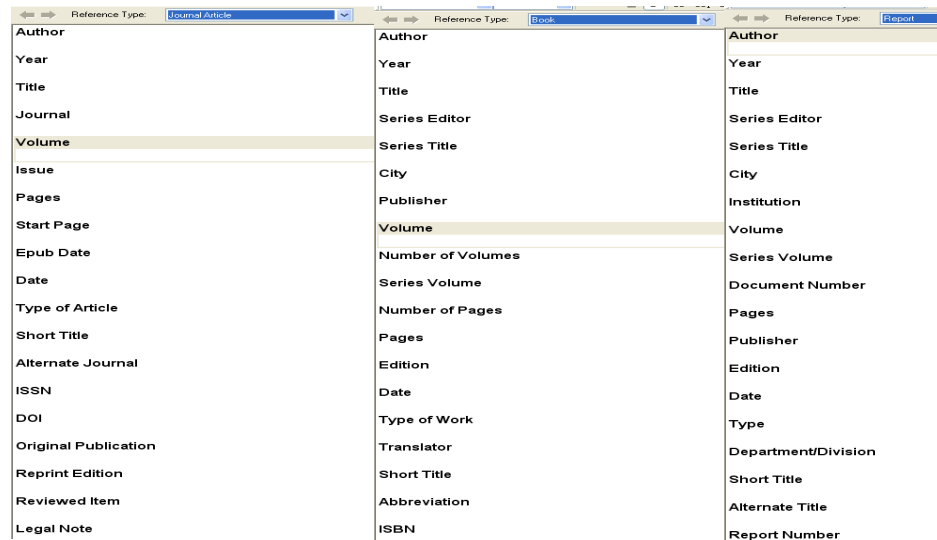 Reference Type: Journal Article
Author
Year
Title
Journal
Volume
Issue
Pages
Start Page
Epub Date
Date
Type of Article
Short Title
Alternate Journal
ISSN
DOI
Original Publication
Reprint Edition
Reviewed Item
Legal Note
Reference Type: Book
Author
Year
Title
Series Editor
Series Title
City
Publisher
Volume
Number of Volumes
Series Volume
Number of Pages
Pages
Edition
Date
Type of Work
Translator
Short Title
Abbreviation
ISBN
Reference Type: Report
Author
Year
Title
Series Editor
Series Title
City
Institution
Volume
Series Volume
Document Number
Pages
Publisher
Edition
Date
Type
Department/Division
Short Title
Alternate Title
Report Number